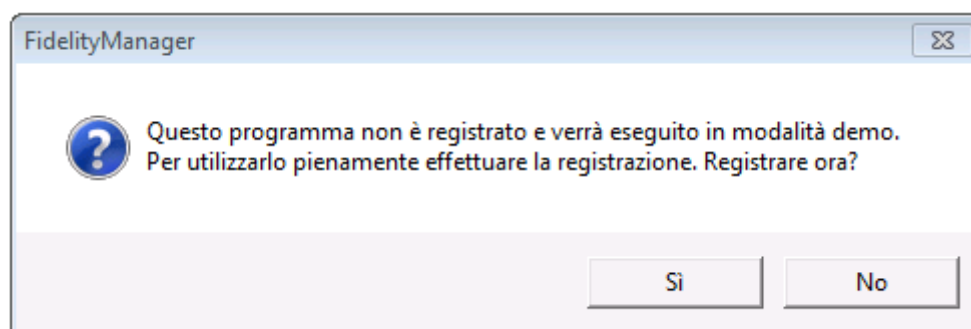 FidelityManager
Questo programma non è registrato e verrà eseguito in modalità demo.
Per utilizzarlo pienamente effettuare la registrazione. Registrare ora?
Sì
No